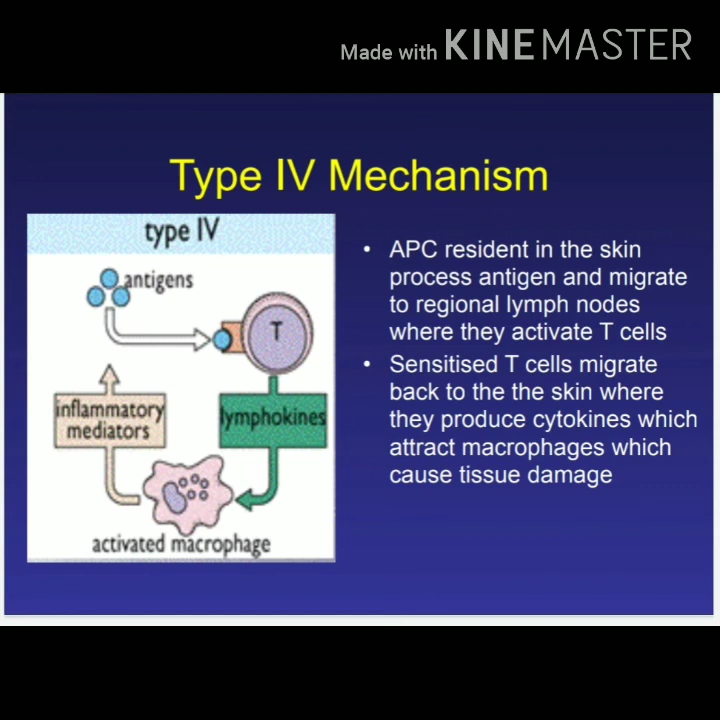 Made with KINEMASTER
Type IV Mechanism
type IV
antigens
T
inflammatory
mediators
lymphokines
activated macrophage
• APC resident in the skin
process antigen and migrate
to regional lymph nodes
where they activate T cells
• Sensitised T cells migrate
back to the the skin where
they produce cytokines which
attract macrophages which
cause tissue damage